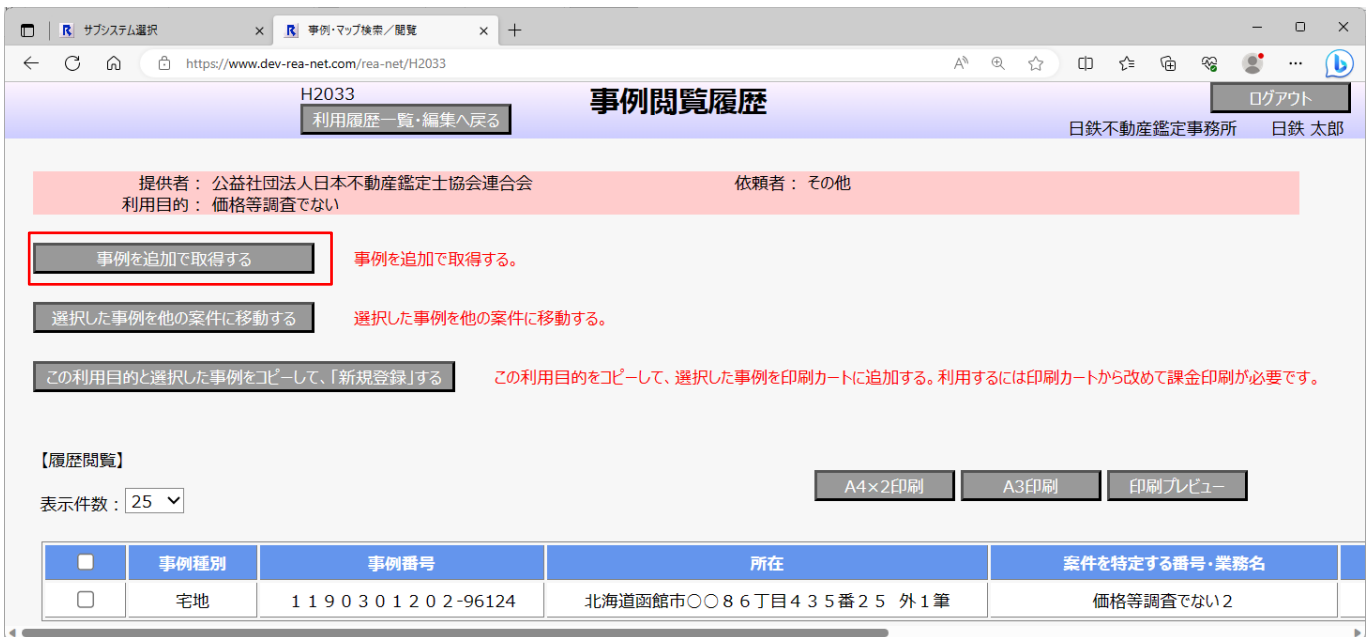 サブシステム選択
事例・マップ検索／閲覧
https://www.dev-rea-net.com/rea-net/H2033
H2033
事例閲覧履歴
ログアウト
利用履歴一覧・編集へ戻る
日鉄不動産鑑定事務所 日鉄 太郎
提供者： 公益社団法人日本不動産鑑定士協会連合会 依頼者： その他
利用目的： 価格等調査でない
事例を追加で取得する 事例を追加で取得する。
選択した事例を他の案件に移動する 選択した事例を他の案件に移動する。
この利用目的と選択した事例をコピーして、「新規登録」する この利用目的をコピーして、選択した事例を印刷カートに追加する。利用するには印刷カートから改めて課金印刷が必要です。
【履歴閲覧】
A4×2印刷 A3印刷 印刷プレビュー
表示件数： 25
事例種別 事例番号 所在 案件を特定する番号・業務名
宅地 １１９０３０１２０２-96124 北海道函館市○○８６丁目４３５番２５ 外１筆 価格等調査でない２